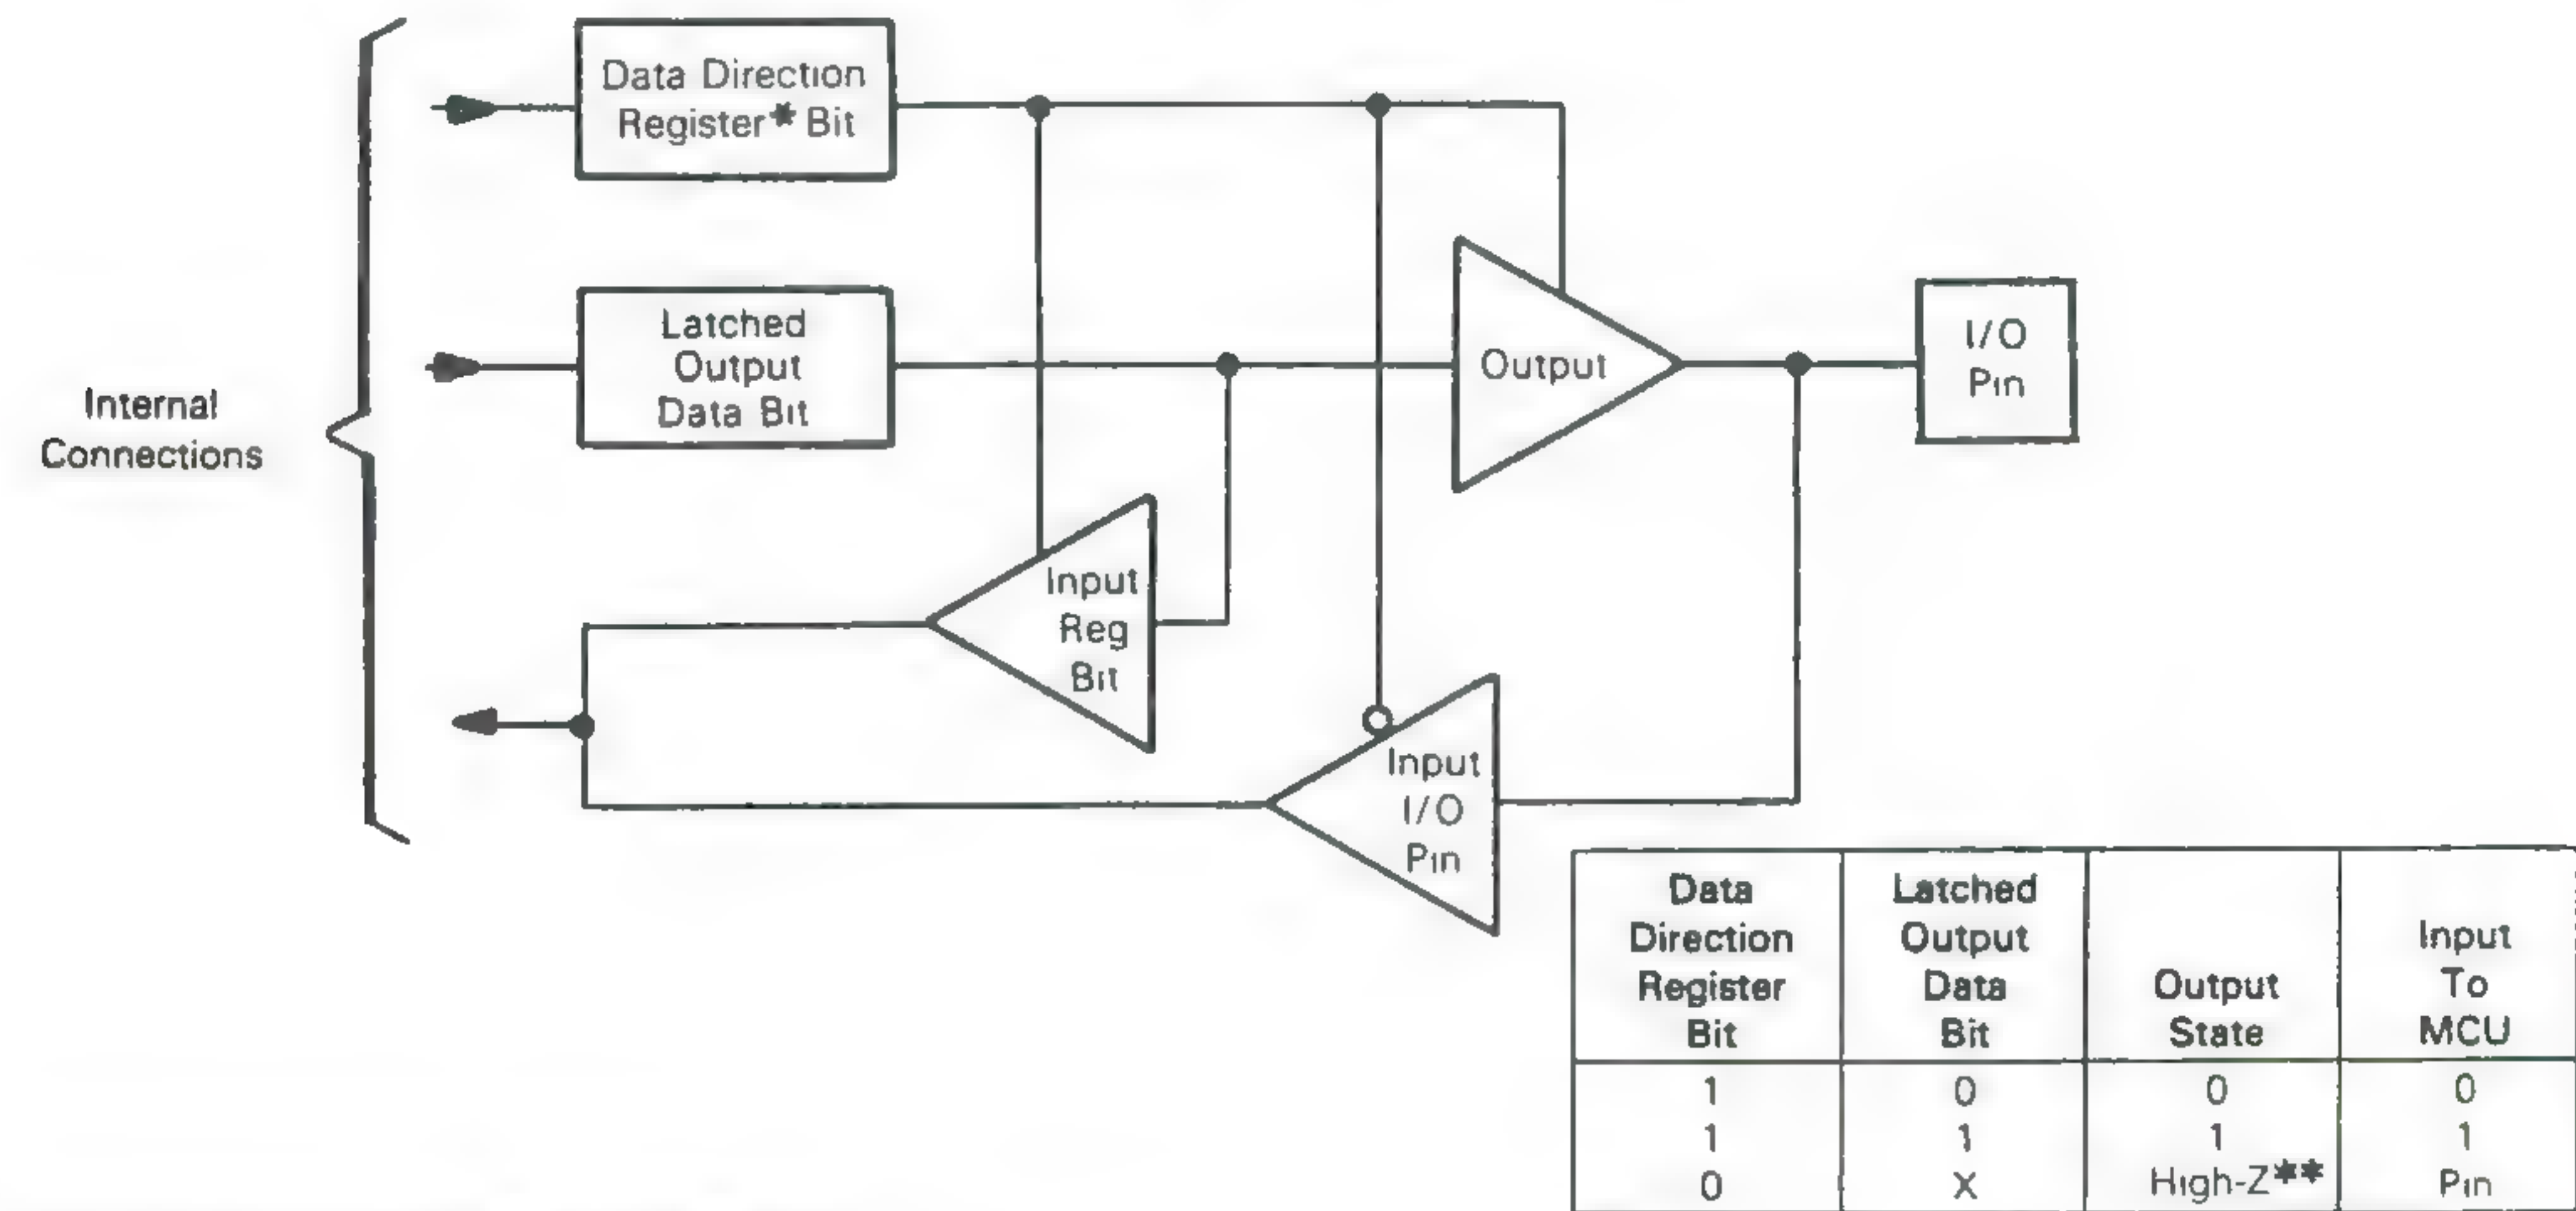 Data Direction
Register* Bit
Latched
Output
Data Bit
Internal
Connections
Output
I/O
Pin
Input
Reg
Bit
Input
I/O
Pin
Data
Direction
Register
Bit
Latched
Output
Data
Bit
Output
State
Input
To
MCU
1 0 0 0
1 1 1 1
0 X High-Z** Pin